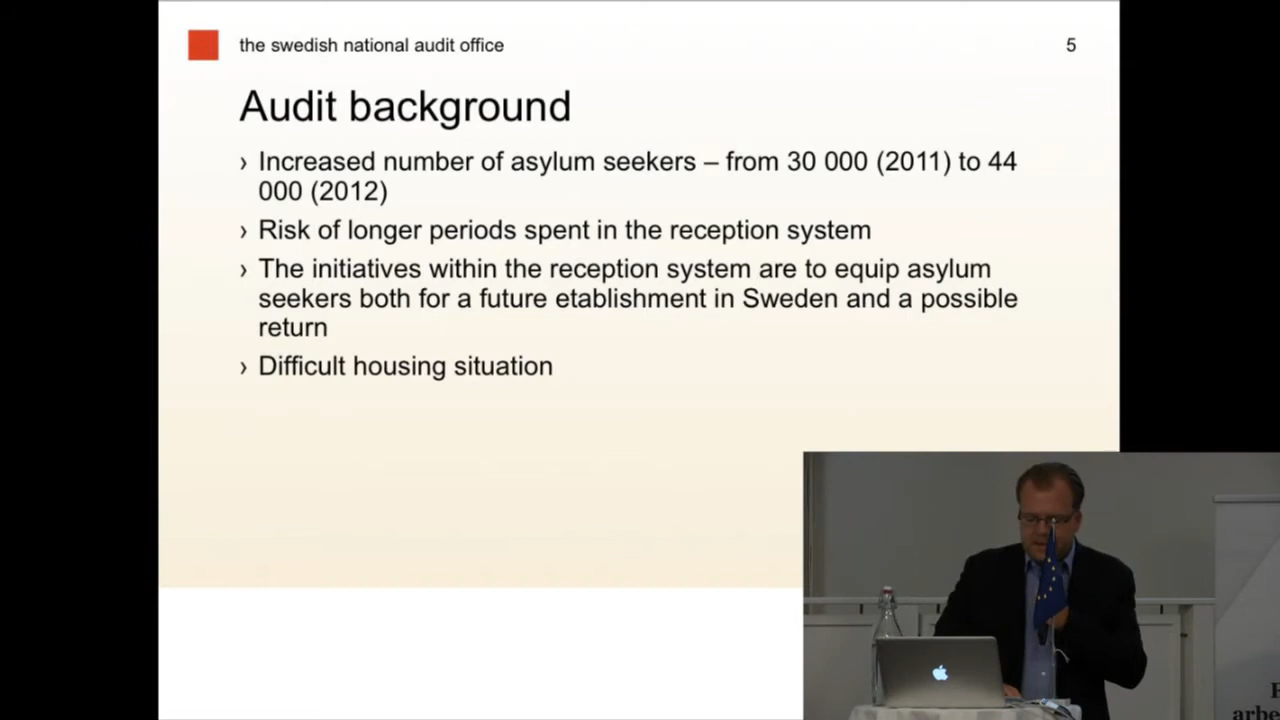 the swedish national audit office
5
Audit background
› Increased number of asylum seekers – from 30 000 (2011) to 44
000 (2012)
› Risk of longer periods spent in the reception system
› The initiatives within the reception system are to equip asylum
seekers both for a future etablishment in Sweden and a possible
return
› Difficult housing situation
arbe